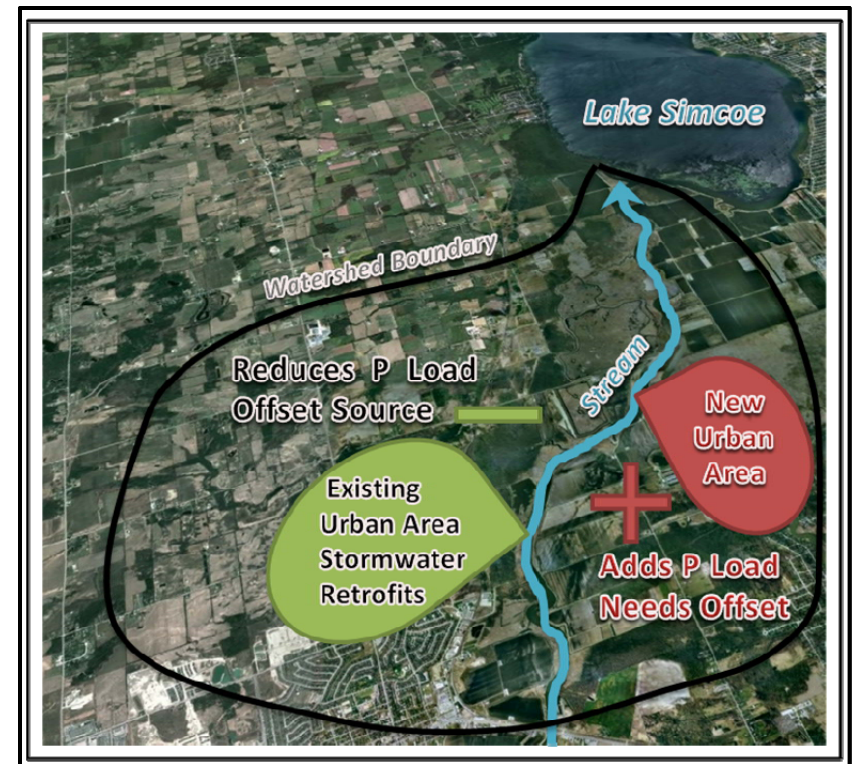 Lake Simcoe
Watershed Boundary
Reduces P Load
Offset Source
Stream
New
Urban
Area
Existing
Urban Area
Stormwater
Retrofits
Adds P Load
Needs Offset